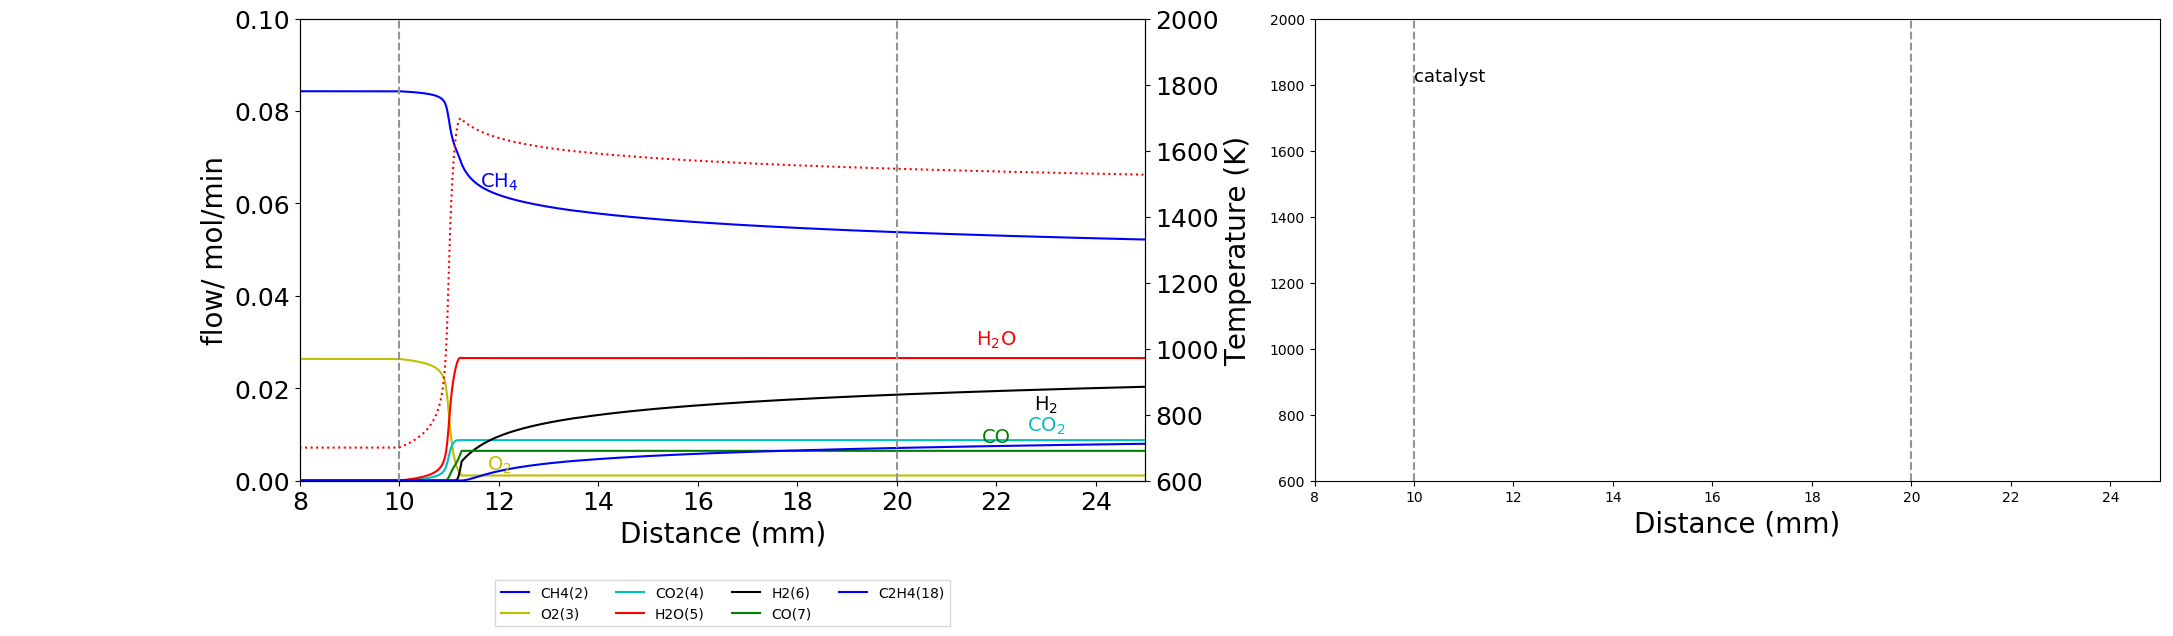 0.10
0.08
0.06
0.04
0.02
0.00
flow/ mol/min
8 10 12 14 16 18 20 22 24
Distance (mm)
CH₄
O₂
H₂O
H₂
CO₂
CO
2000
1800
1600
1400
1200
1000
800
600
Temperature (K)
CH4(2) CO2(4) H2(6) C2H4(18)
O2(3) H2O(5) CO(7)
2000
1800
1600
1400
1200
1000
800
600
catalyst
8 10 12 14 16 18 20 22 24
Distance (mm)